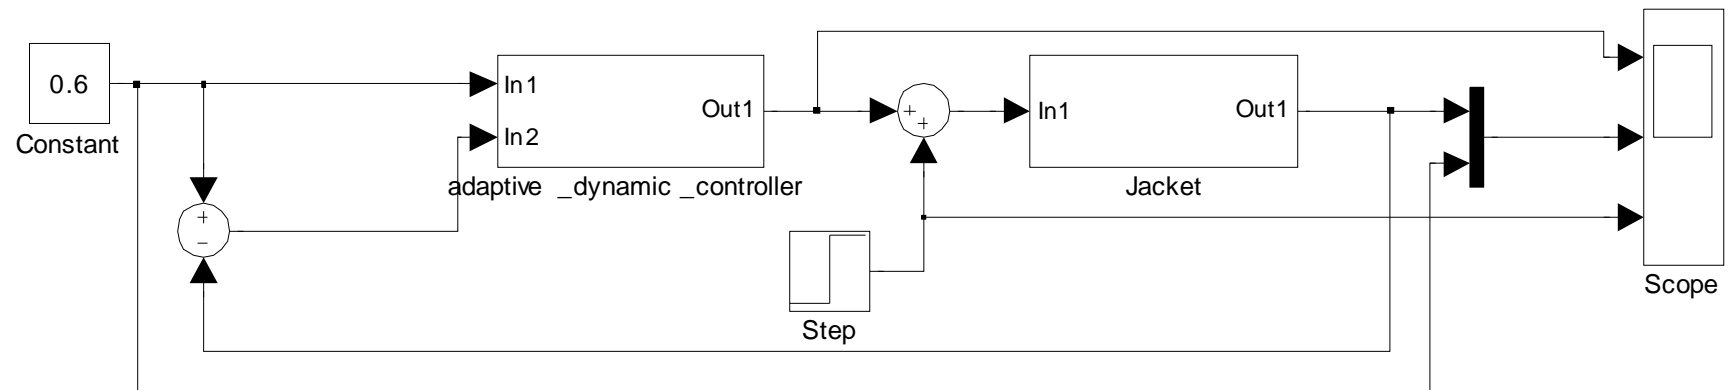 0.6
Constant
In1
In2
Out1
adaptive _dynamic _controller
+
+
In1
Out1
Jacket
+
−
Step
Scope